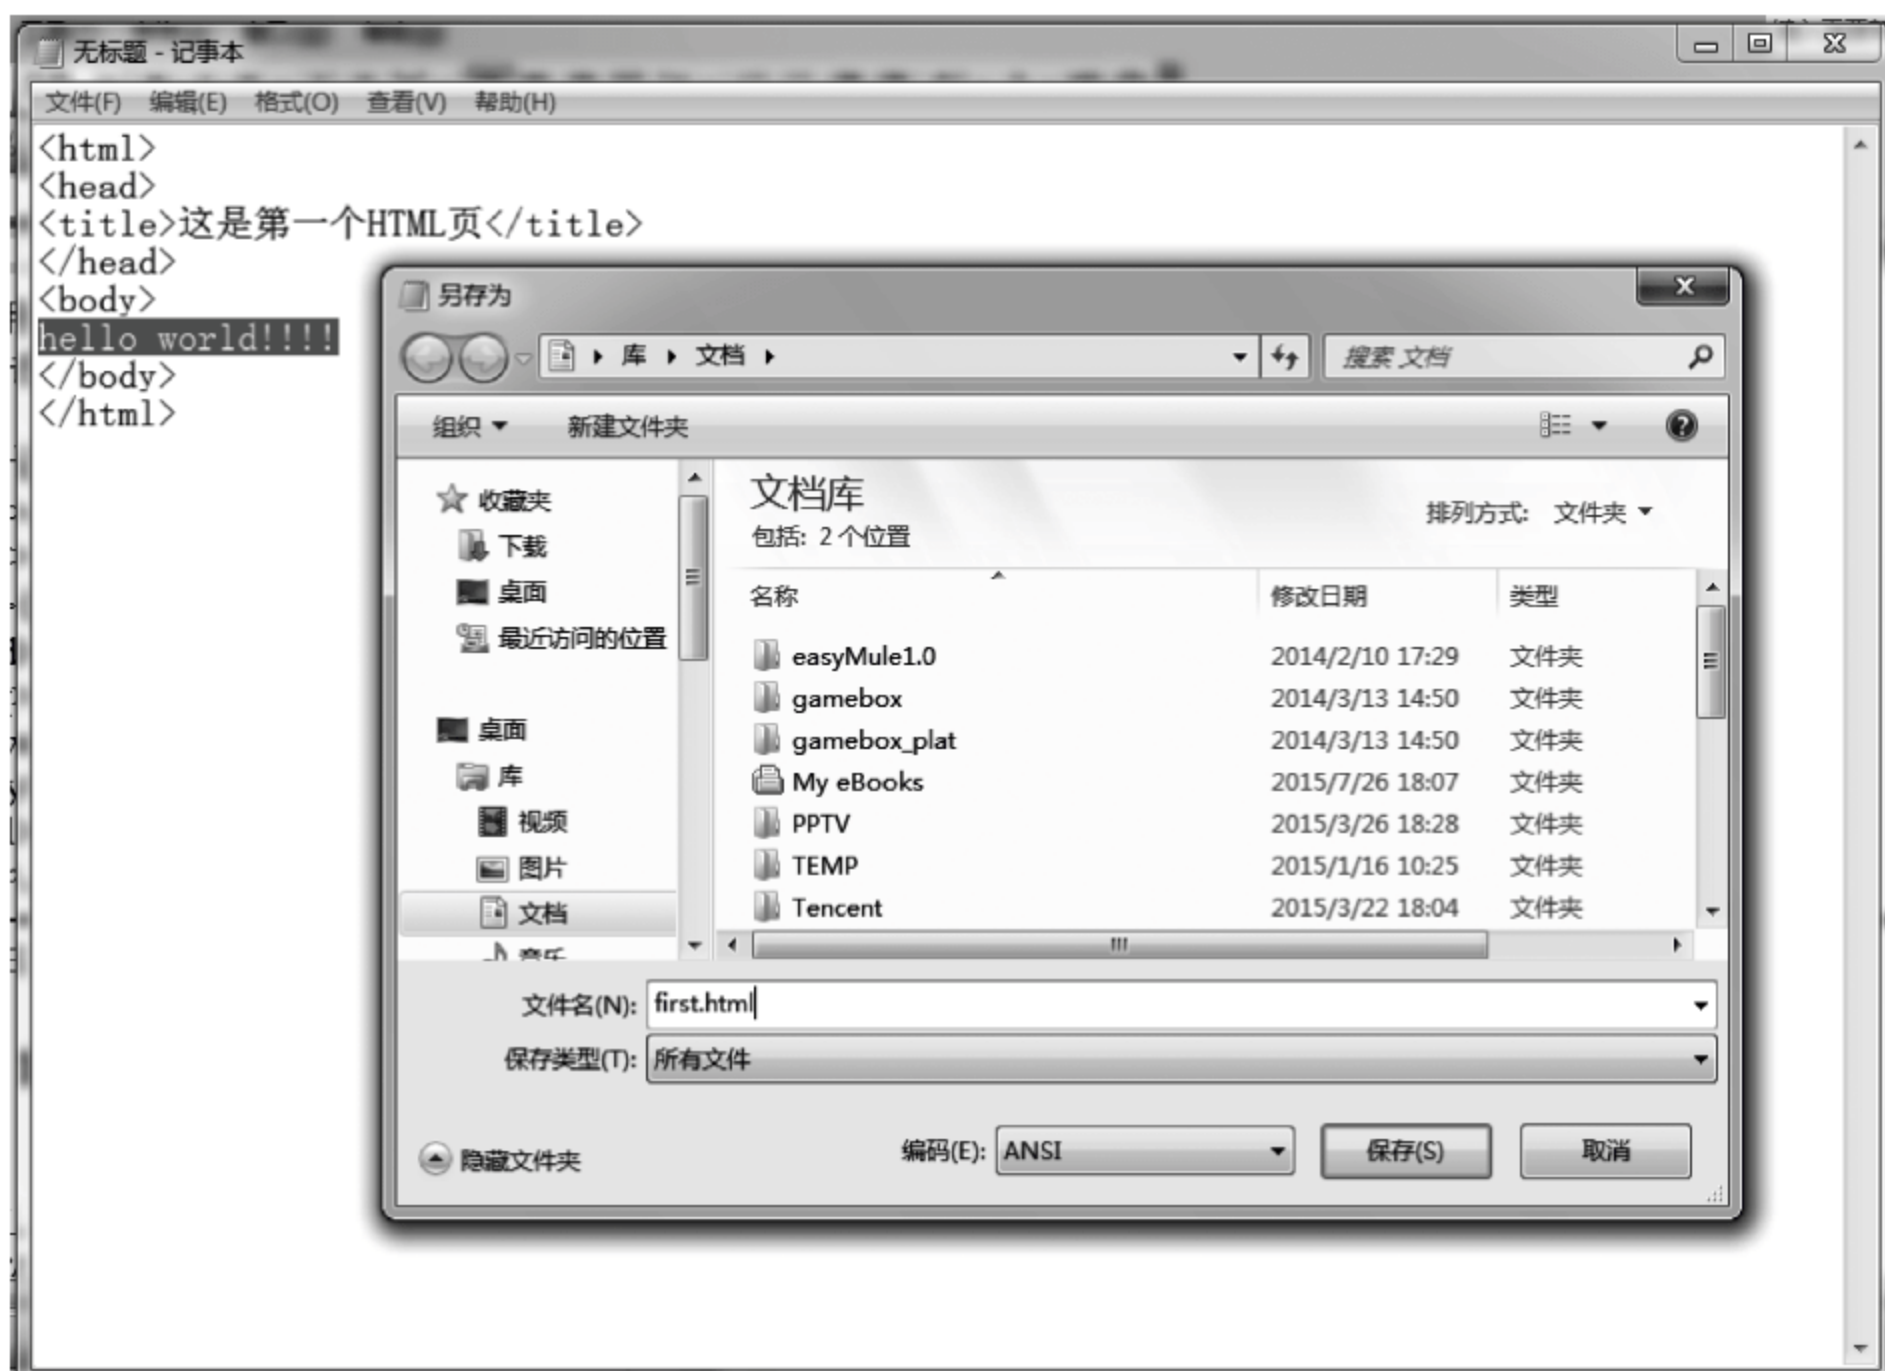 无标题 - 记事本
文件(F) 编辑(E) 格式(O) 查看(V) 帮助(H)
<html>
<head>
<title>这是第一个HTML页</title>
</head>
<body>
hello world!!!!
</body>
</html>
另存为
库 文档
搜索 文档
组织 新建文件夹
收藏夹
下载
桌面
最近访问的位置
桌面
库
视频
图片
文档
音乐
文档库
包括: 2 个位置
排列方式: 文件夹
名称 修改日期 类型
easyMule1.0 2014/2/10 17:29 文件夹
gamebox 2014/3/13 14:50 文件夹
gamebox_plat 2014/3/13 14:50 文件夹
My eBooks 2015/7/26 18:07 文件夹
PPTV 2015/3/26 18:28 文件夹
TEMP 2015/1/16 10:25 文件夹
Tencent 2015/3/22 18:04 文件夹
文件名(N): first.html
保存类型(T): 所有文件
隐藏文件夹
编码(E): ANSI 保存(S) 取消